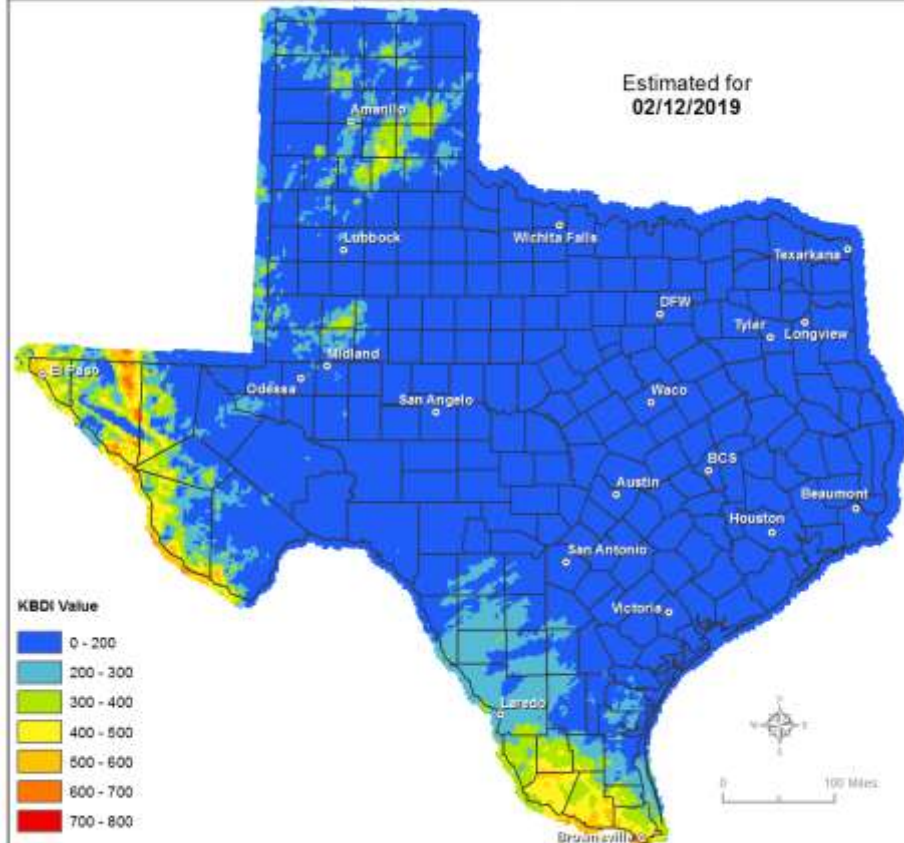 Estimated for
02/12/2019
Amarillo
Lubbock
Wichita Falls
Texarkana
DFW
Tyler
Longview
Midland
El Paso
Odessa
San Angelo
Waco
BCS
Austin
Beaumont
Houston
San Antonio
Victoria
Laredo
Brownsville
KBDI Value
0 - 200
200 - 300
300 - 400
400 - 500
500 - 600
600 - 700
700 - 800
0 100 Miles